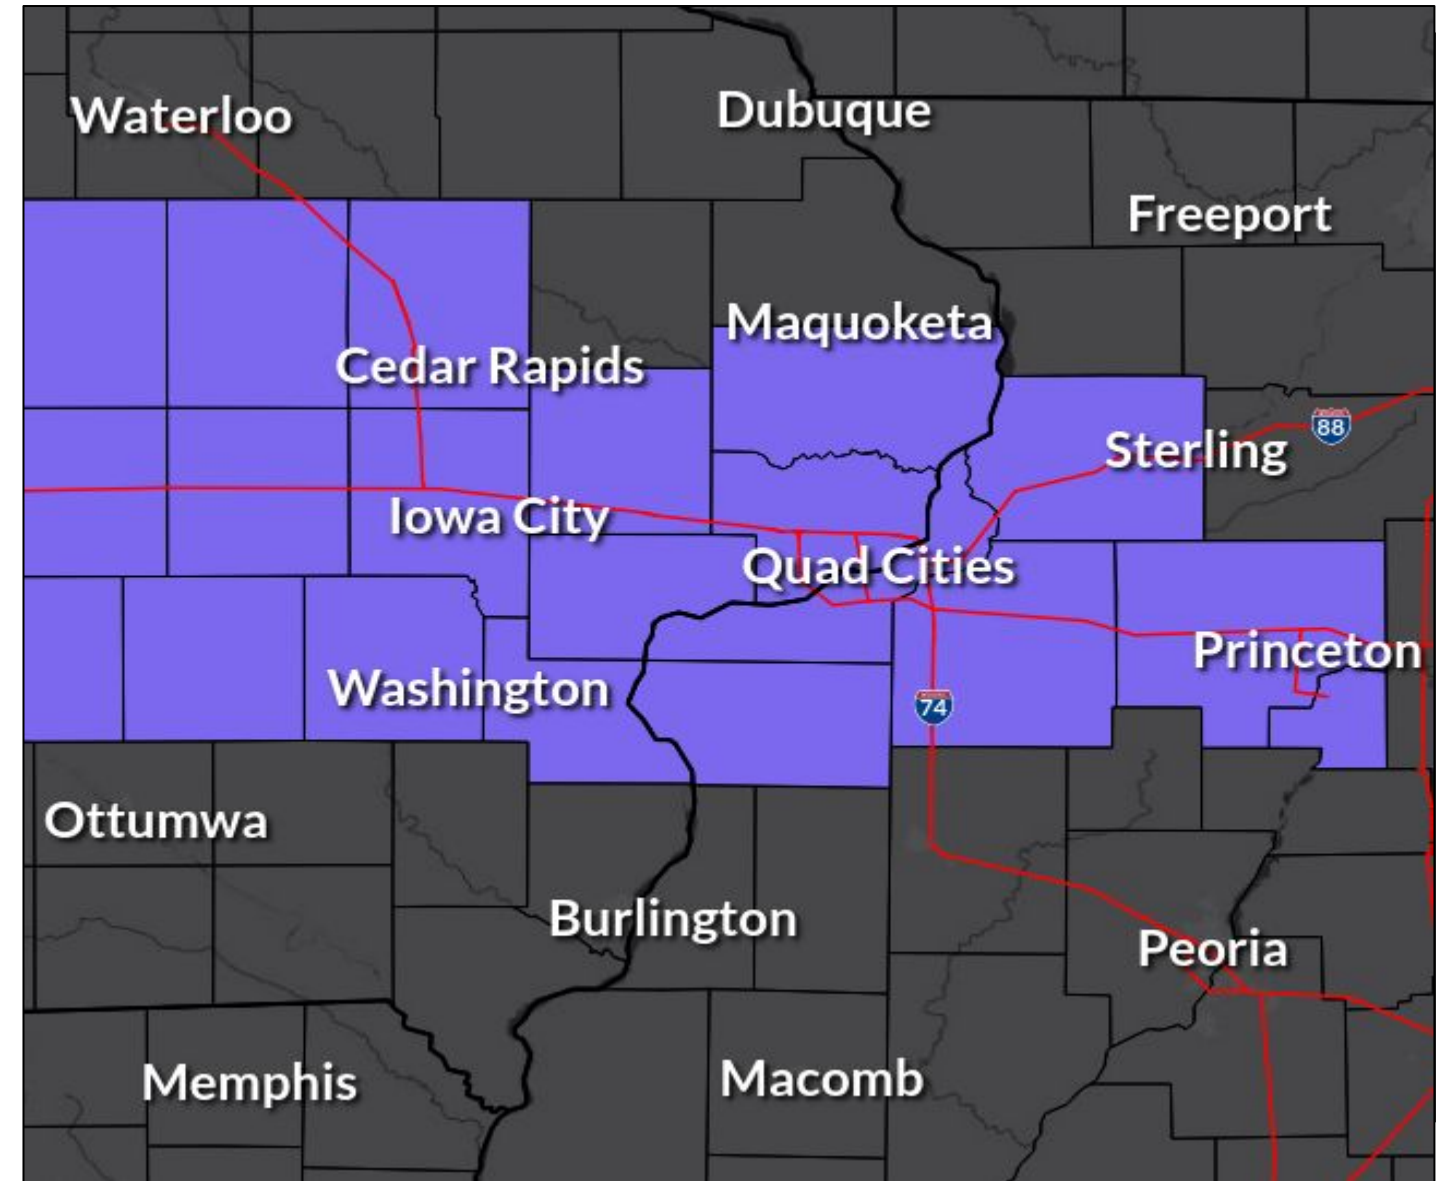 Waterloo
Dubuque
Freeport
Maquoketa
Cedar Rapids
88
Sterling
Iowa City
Quad Cities
Princeton
Washington
74
Ottumwa
Burlington
Peoria
Memphis
Macomb